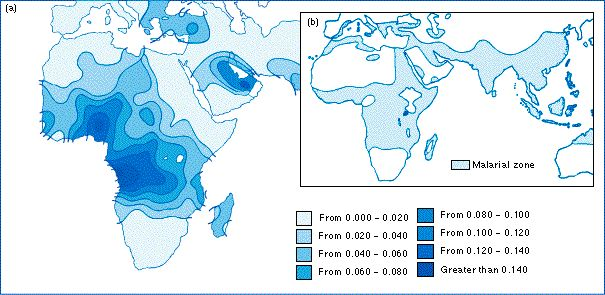 (a)
(b)
Malarial zone
From 0.000 – 0.020
From 0.020 – 0.040
From 0.040 – 0.060
From 0.060 – 0.080
From 0.080 – 0.100
From 0.100 – 0.120
From 0.120 – 0.140
Greater than 0.140